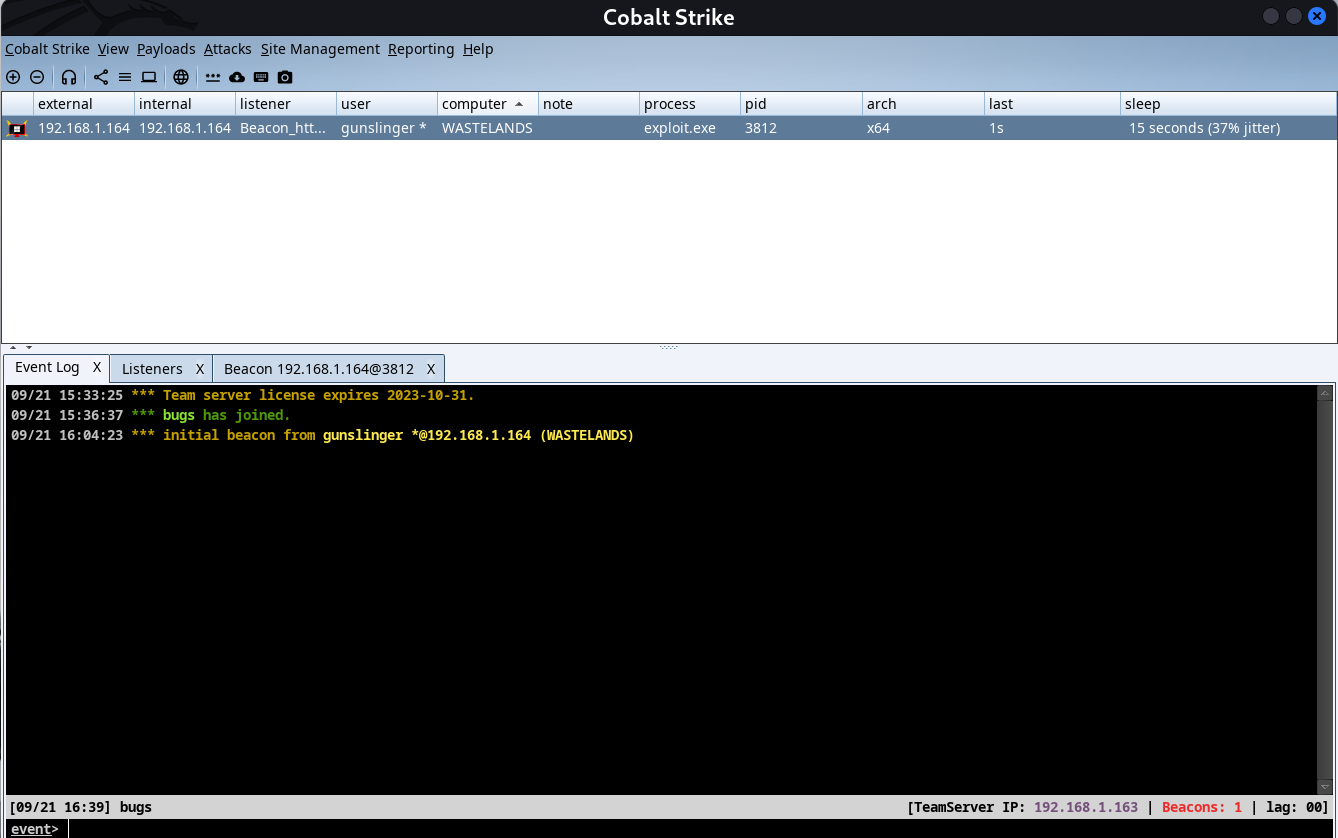 Cobalt Strike
Cobalt Strike View Payloads Attacks Site Management Reporting Help
external internal listener user computer note process pid arch last sleep
192.168.1.164 192.168.1.164 Beacon_htt... gunslinger * WASTELANDS exploit.exe 3812 x64 1s 15 seconds (37% jitter)
Event Log X Listeners X Beacon 192.168.1.164@3812 X
09/21 15:33:25 *** Team server license expires 2023-10-31.
09/21 15:36:37 *** bugs has joined.
09/21 16:04:23 *** initial beacon from gunslinger *@192.168.1.164 (WASTELANDS)
[09/21 16:39] bugs [TeamServer IP: 192.168.1.163 | Beacons: 1 | lag: 00]
event>